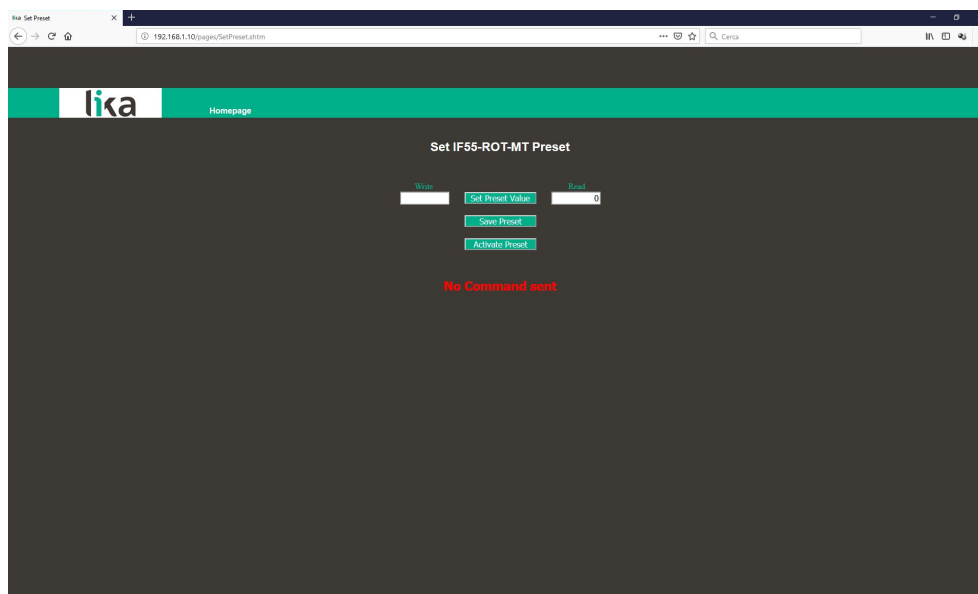 lika Set Preset
192.168.1.10/pages/SetPreset.shtm
Cerca
lika
Homepage
Set IF55-ROT-MT Preset
Write
Read
Set Preset Value
0
Save Preset
Activate Preset
No Command sent